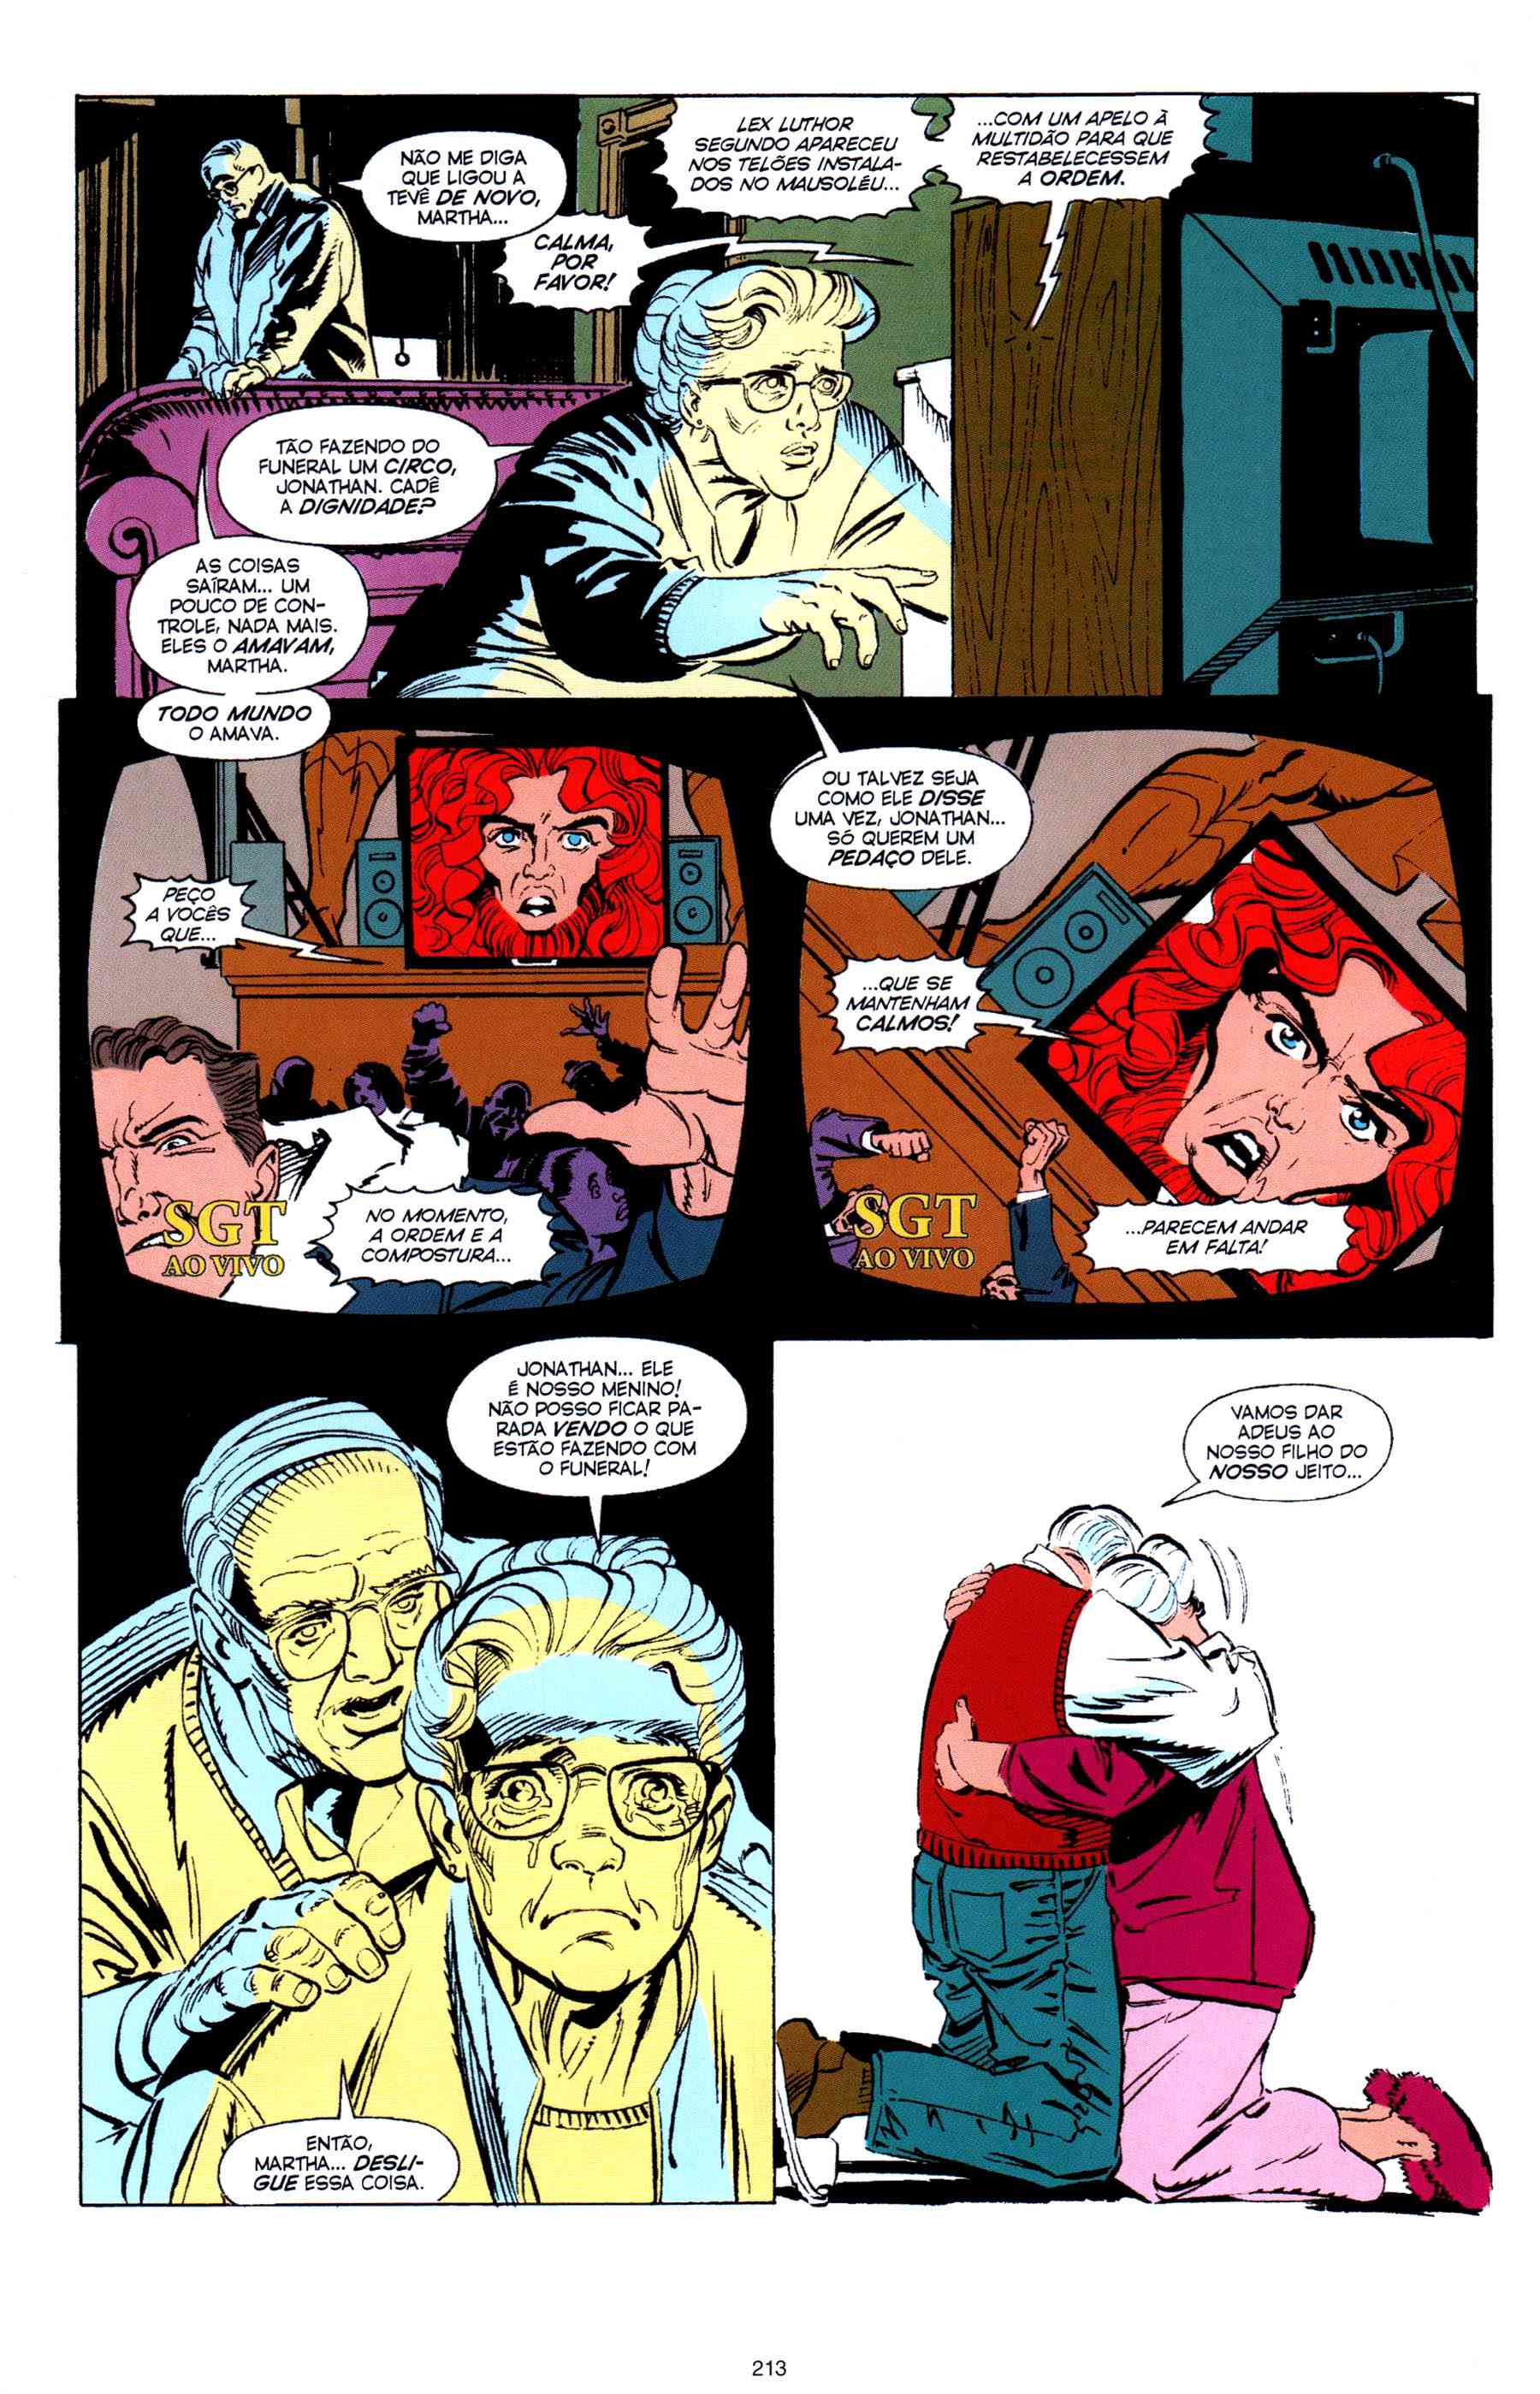 NÃO ME DIGA
QUE LIGOU A
TEVÊ DE NOVO,
MARTHA...
CALMA,
POR
FAVOR!
LEX LUTHOR
SEGUNDO APARECEU
NOS TELÕES INSTALA-
DOS NO MAUSOLÉU...
...COM UM APELO À
MULTIDÃO PARA QUE
RESTABELECESSEM
A ORDEM.
TÃO FAZENDO DO
FUNERAL UM CIRCO,
JONATHAN. CADÊ
A DIGNIDADE?
AS COISAS
SAÍRAM... UM
POUCO DE CON-
TROLE, NADA MAIS.
ELES O AMAVAM,
MARTHA.
TODO MUNDO
O AMAVA.
PEÇO
A VOCÊS
QUE...
SGT
AO VIVO
NO MOMENTO,
A ORDEM E A
COMPOSTURA...
OU TALVEZ SEJA
COMO ELE DISSE
UMA VEZ, JONATHAN...
SÓ QUEREM UM
PEDAÇO DELE.
...QUE SE
MANTENHAM
CALMOS!
SGT
AO VIVO
...PARECEM ANDAR
EM FALTA!
JONATHAN... ELE
É NOSSO MENINO!
NÃO POSSO FICAR PA-
RADA VENDO O QUE
ESTÃO FAZENDO COM
O FUNERAL!
ENTÃO,
MARTHA... DESLI-
GUE ESSA COISA.
VAMOS DAR
ADEUS AO
NOSSO FILHO DO
NOSSO JEITO...
213